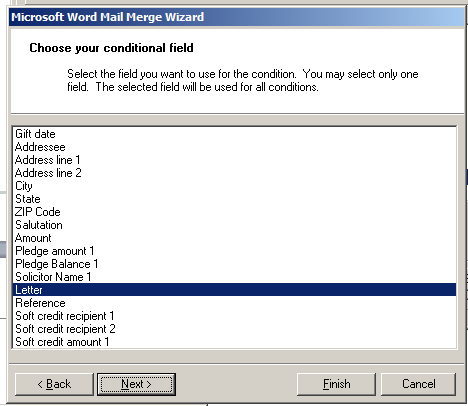 Microsoft Word Mail Merge Wizard
Choose your conditional field
Select the field you want to use for the condition. You may select only one
field. The selected field will be used for all conditions.
Gift date
Addressee
Address line 1
Address line 2
City
State
ZIP Code
Salutation
Amount
Pledge amount 1
Pledge Balance 1
Solicitor Name 1
Letter
Reference
Soft credit recipient 1
Soft credit recipient 2
Soft credit amount 1
< Back Next > Finish Cancel